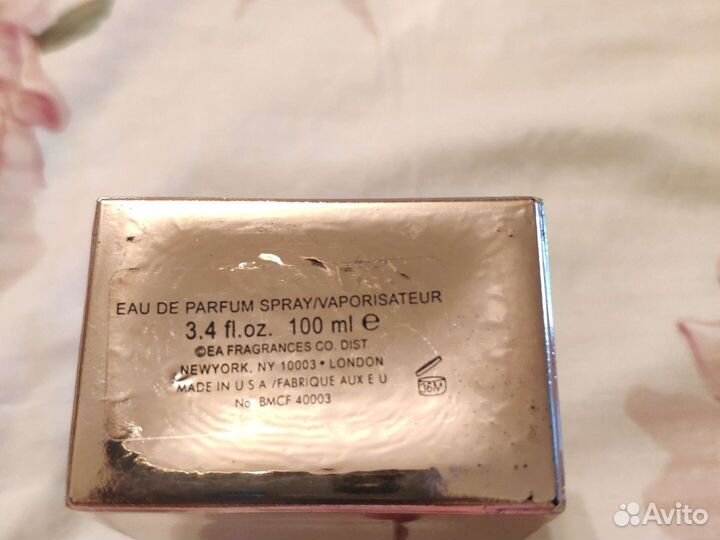 EAU DE PARFUM SPRAY/VAPORISATEUR
3.4 fl.oz. 100 ml e
©EA FRAGRANCES CO. DIST
NEWYORK, NY 10003 • LONDON
MADE IN U S A /FABRIQUE AUX E U
No BMCF 40003
36M
Avito